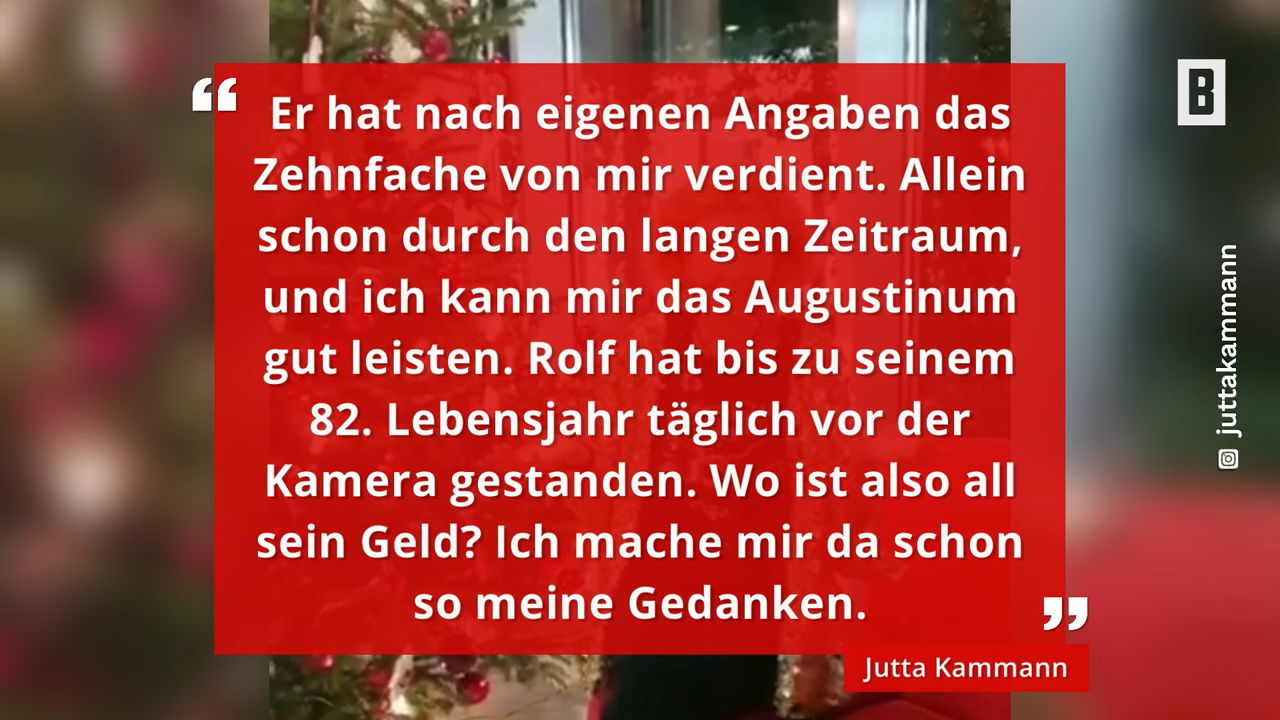 “
Er hat nach eigenen Angaben das
Zehnfache von mir verdient. Allein
schon durch den langen Zeitraum,
und ich kann mir das Augustinum
gut leisten. Rolf hat bis zu seinem
82. Lebensjahr täglich vor der
Kamera gestanden. Wo ist also all
sein Geld? Ich mache mir da schon
so meine Gedanken.
”
Jutta Kammann
B
juttakammann